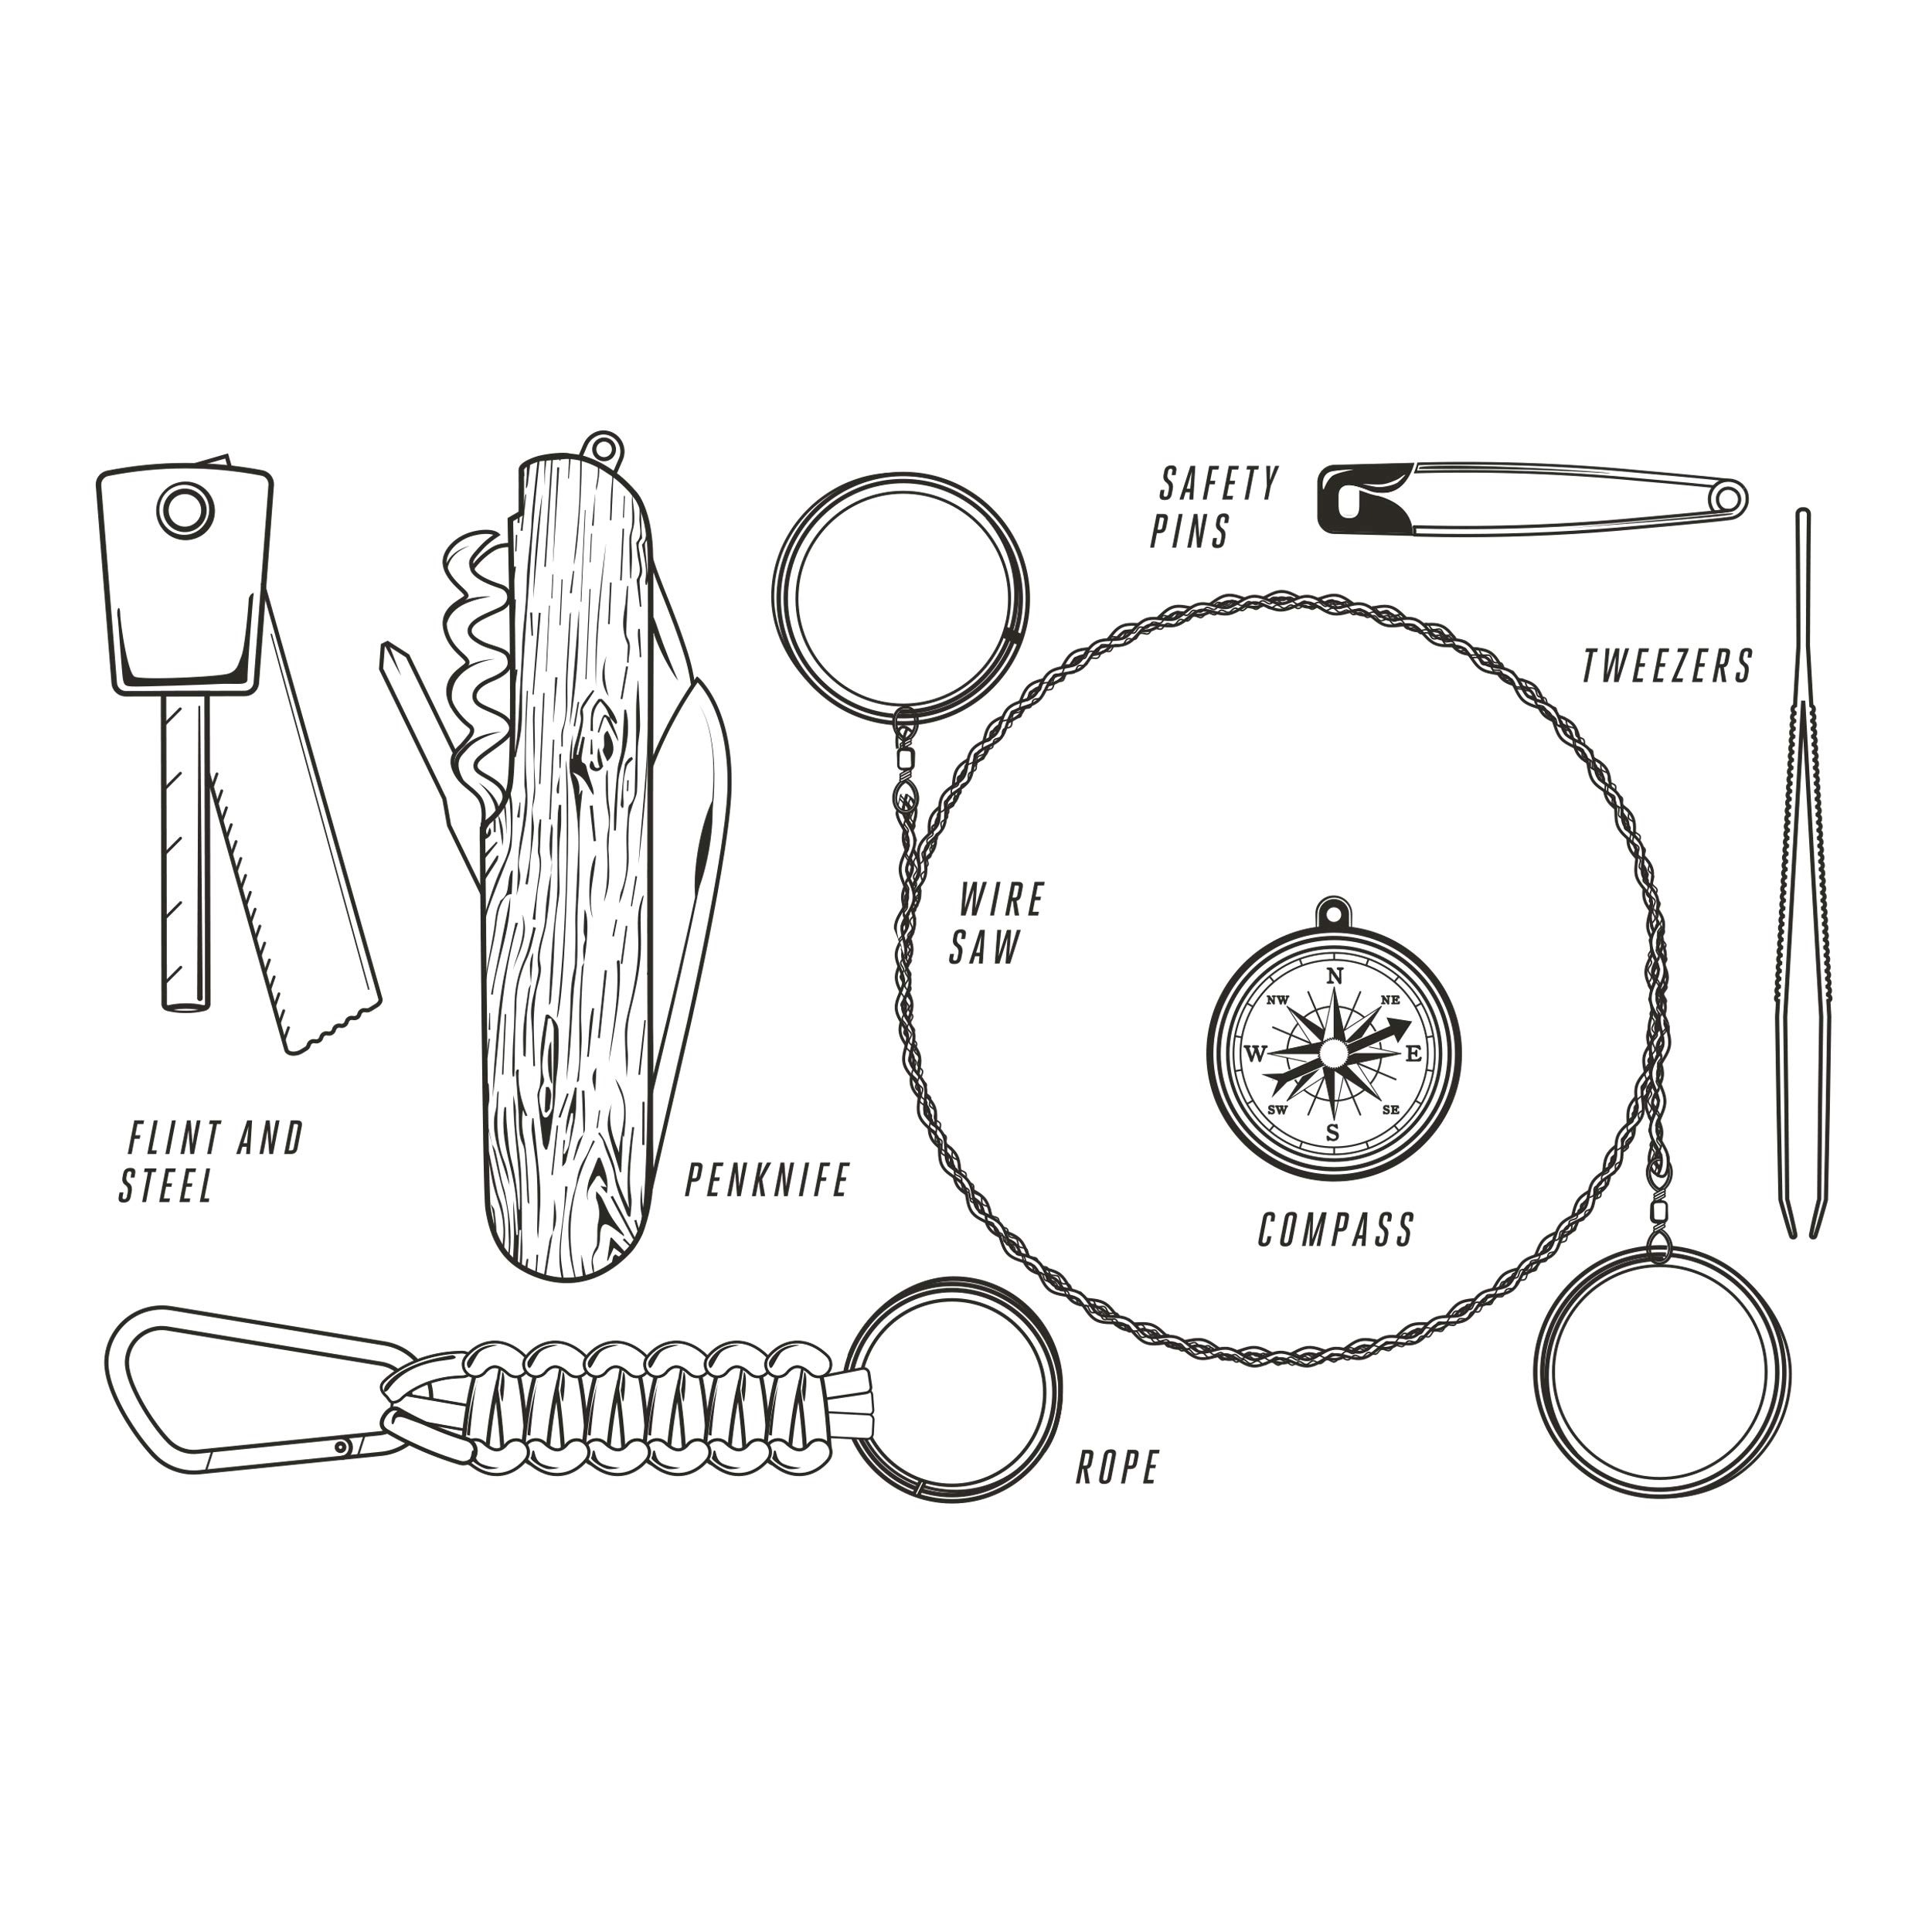 SAFETY
PINS
TWEEZERS
WIRE
SAW
N
NW
NE
W
E
SW
SE
S
COMPASS
FLINT AND
STEEL
PENKNIFE
ROPE